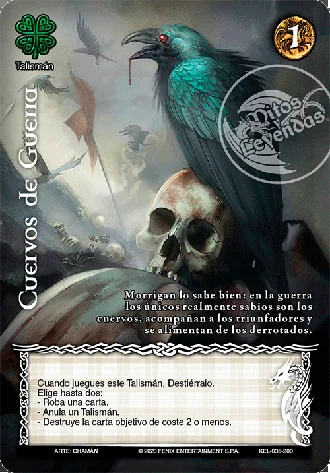 1
Talismán
Mitos y
Leyendas
Cuervos de Guerra
Morrigan lo sabe bien: en la guerra
los únicos realmente sabios son los
cuervos, acompañan a los triunfadores y
se alimentan de los derrotados.
Cuando juegues este Talismán, Destiérralo.
Elige hasta dos:
- Roba una carta.
- Anula un Talismán.
- Destruye la carta objetivo de coste 2 o menos.
ARTE: CHAMÁN
© 2020 FENIX ENTERTAINMENT S.P.A.